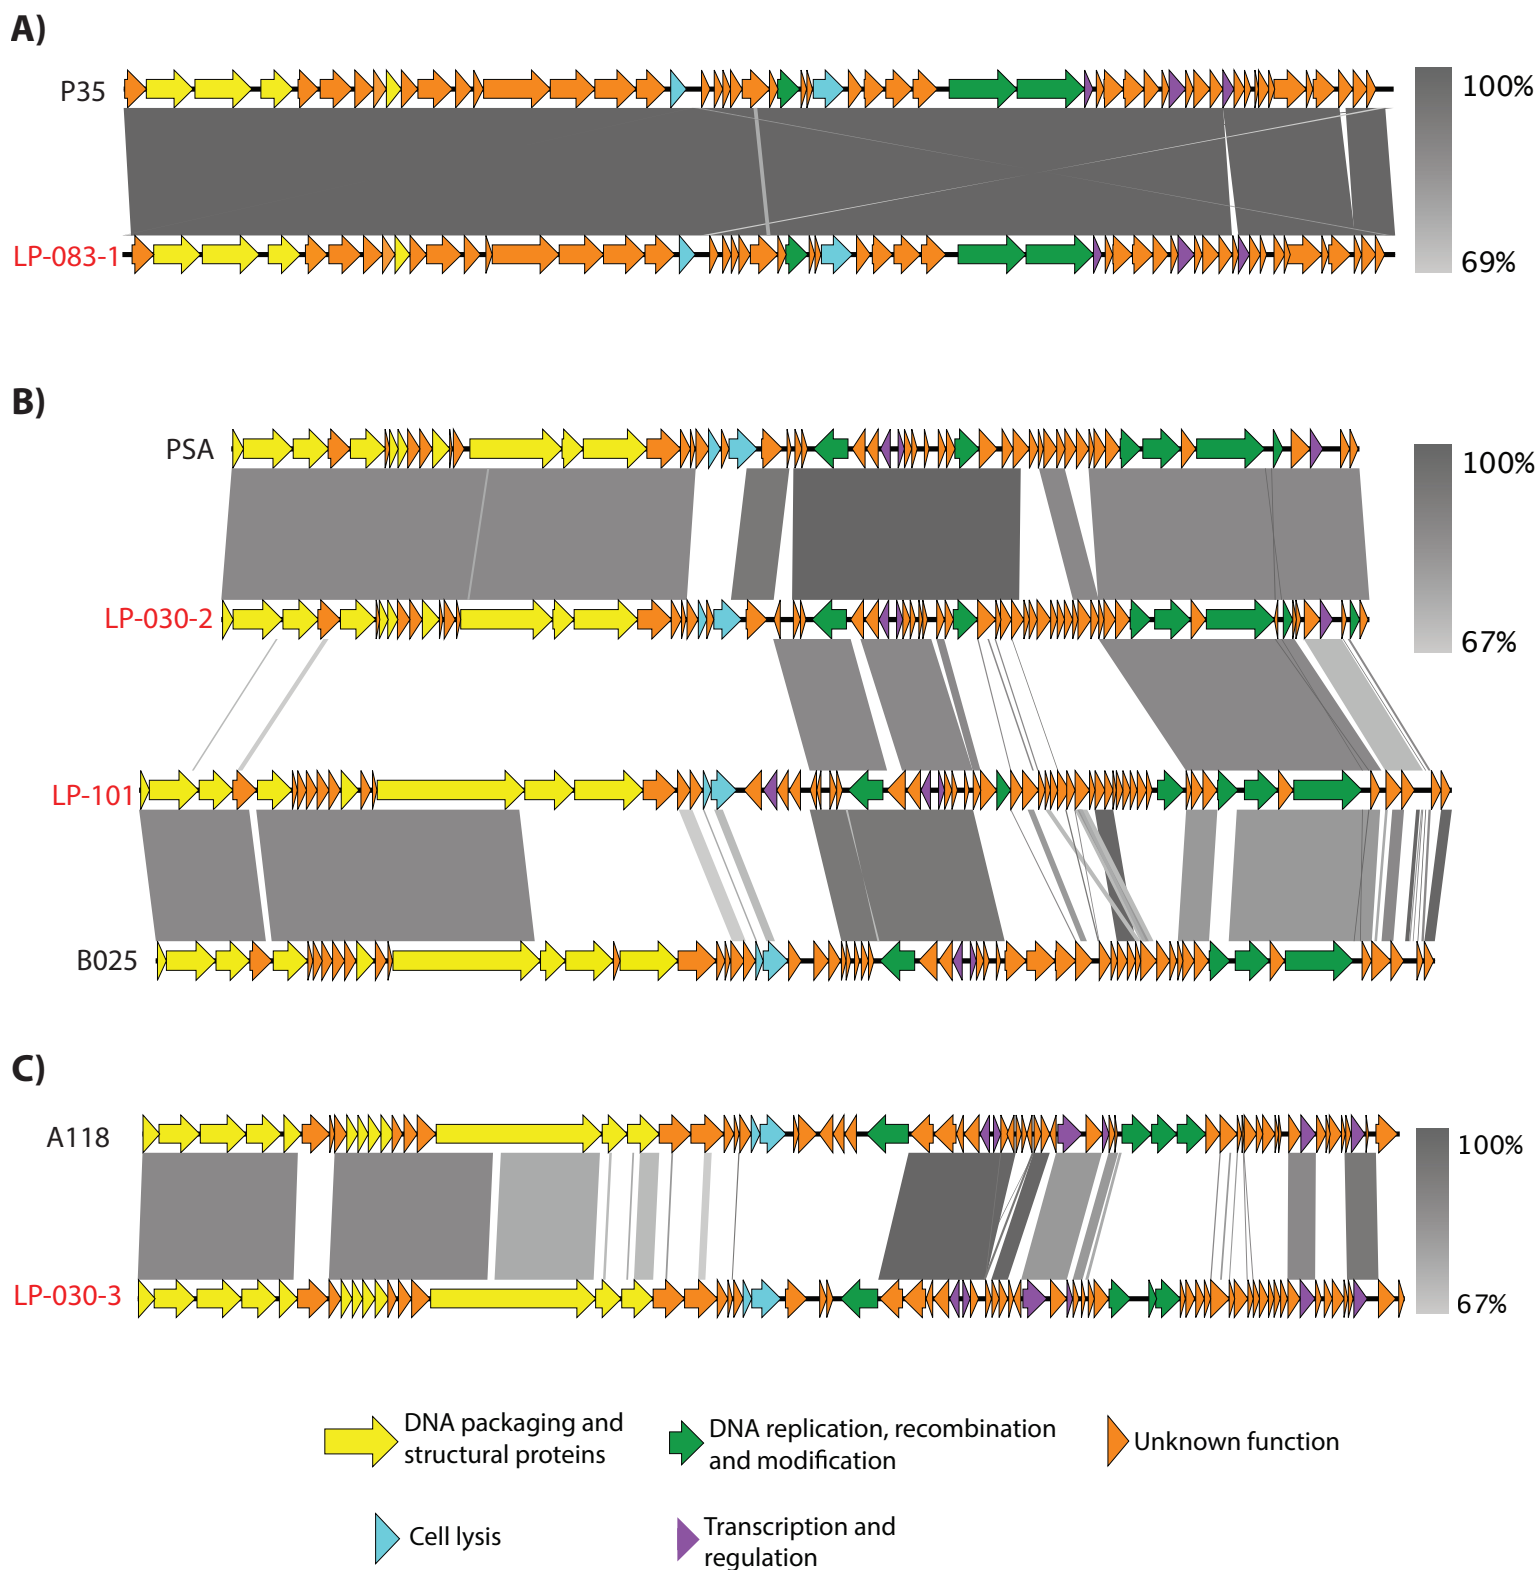 A)
P35
100%
LP-083-1
69%
B)
PSA
100%
LP-030-2
67%
LP-101
B025
C)
A118
100%
LP-030-3
67%
DNA packaging and
structural proteins
DNA replication, recombination
and modification
Unknown function
Cell lysis
Transcription and
regulation